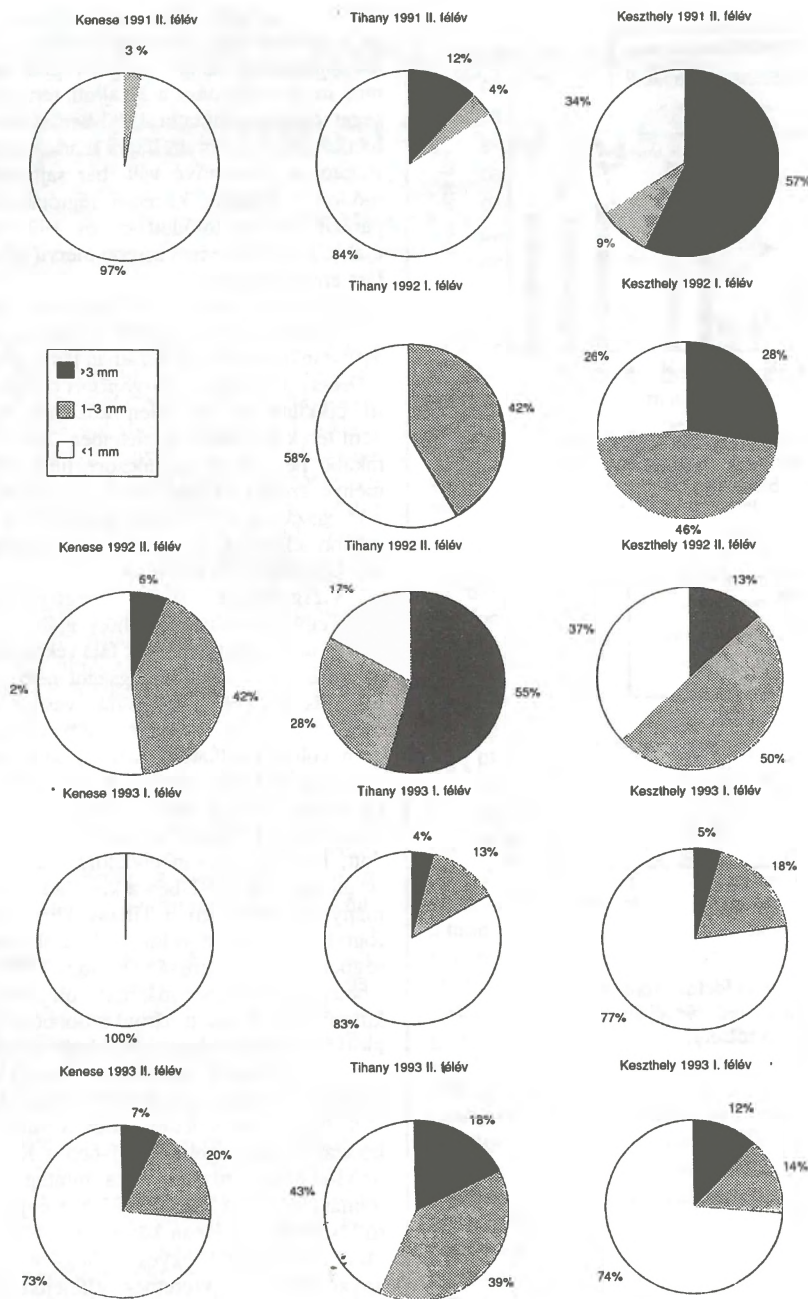 Kenese 1991 II. félév
Tihany 1991 II. félév
Keszthely 1991 II. félév
3 %
97%
12%
4%
84%
34%
57%
9%
Tihany 1992 I. félév
Keszthely 1992 I. félév
>3 mm
1–3 mm
<1 mm
42%
58%
26%
28%
46%
Kenese 1992 II. félév
Tihany 1992 II. félév
Keszthely 1992 II. félév
6%
2%
42%
17%
55%
28%
13%
37%
50%
Kenese 1993 I. félév
Tihany 1993 I. félév
Keszthely 1993 I. félév
100%
4%
13%
83%
5%
18%
77%
Kenese 1993 II. félév
Tihany 1993 II. félév
Keszthely 1993 I. félév
7%
20%
73%
18%
43%
39%
12%
14%
74%